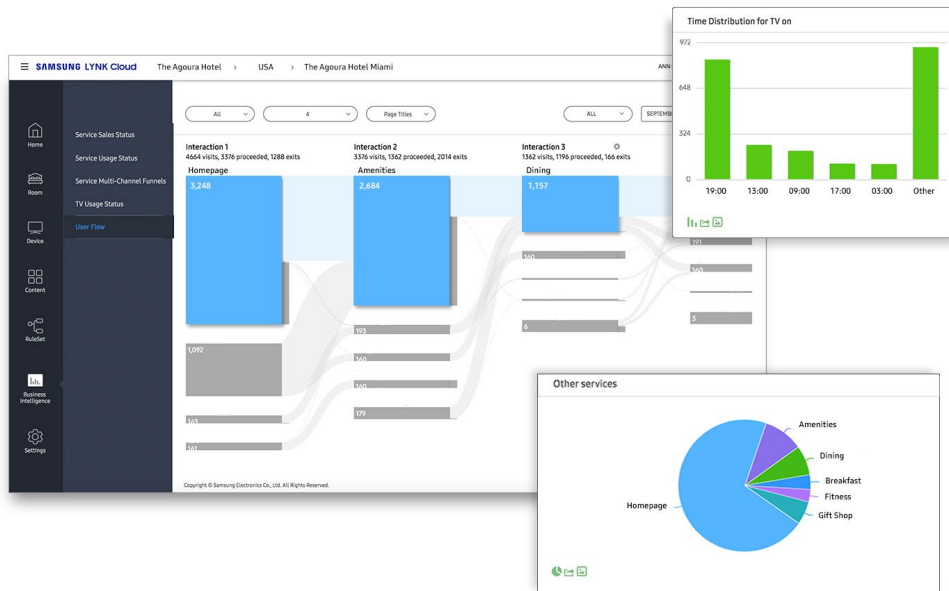 SAMSUNG LYNK Cloud
The Agoura Hotel > USA > The Agoura Hotel Miami
ANN
Home
Room
Device
Content
RuleSet
Business
Intelligence
Settings
Service Sales Status
Service Usage Status
Service Multi-Channel Funnels
TV Usage Status
User Flow
All
4
Page Titles
ALL
SEPTEMBE
Interaction 1
4664 visits, 3376 proceeded, 1288 exits
Homepage
3,248
1,092
163
161
Interaction 2
3376 visits, 1362 proceeded, 2014 exits
Amenities
2,684
193
160
160
179
Interaction 3
1362 visits, 1196 proceeded, 166 exits
Dining
1,157
160
6
191
160
3
Copyright © Samsung Electronics Co., Ltd. All Rights Reserved.
Time Distribution for TV on
972
648
324
0
19:00 13:00 09:00 17:00 03:00 Other
Other services
Amenities
Dining
Breakfast
Fitness
Gift Shop
Homepage